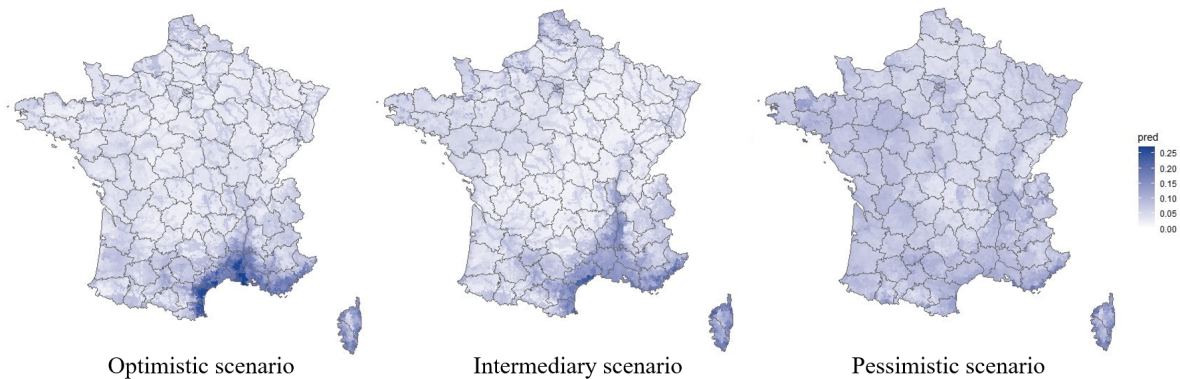 pred
0.25
0.20
0.15
0.10
0.05
0.00
Optimistic scenario
Intermediary scenario
Pessimistic scenario